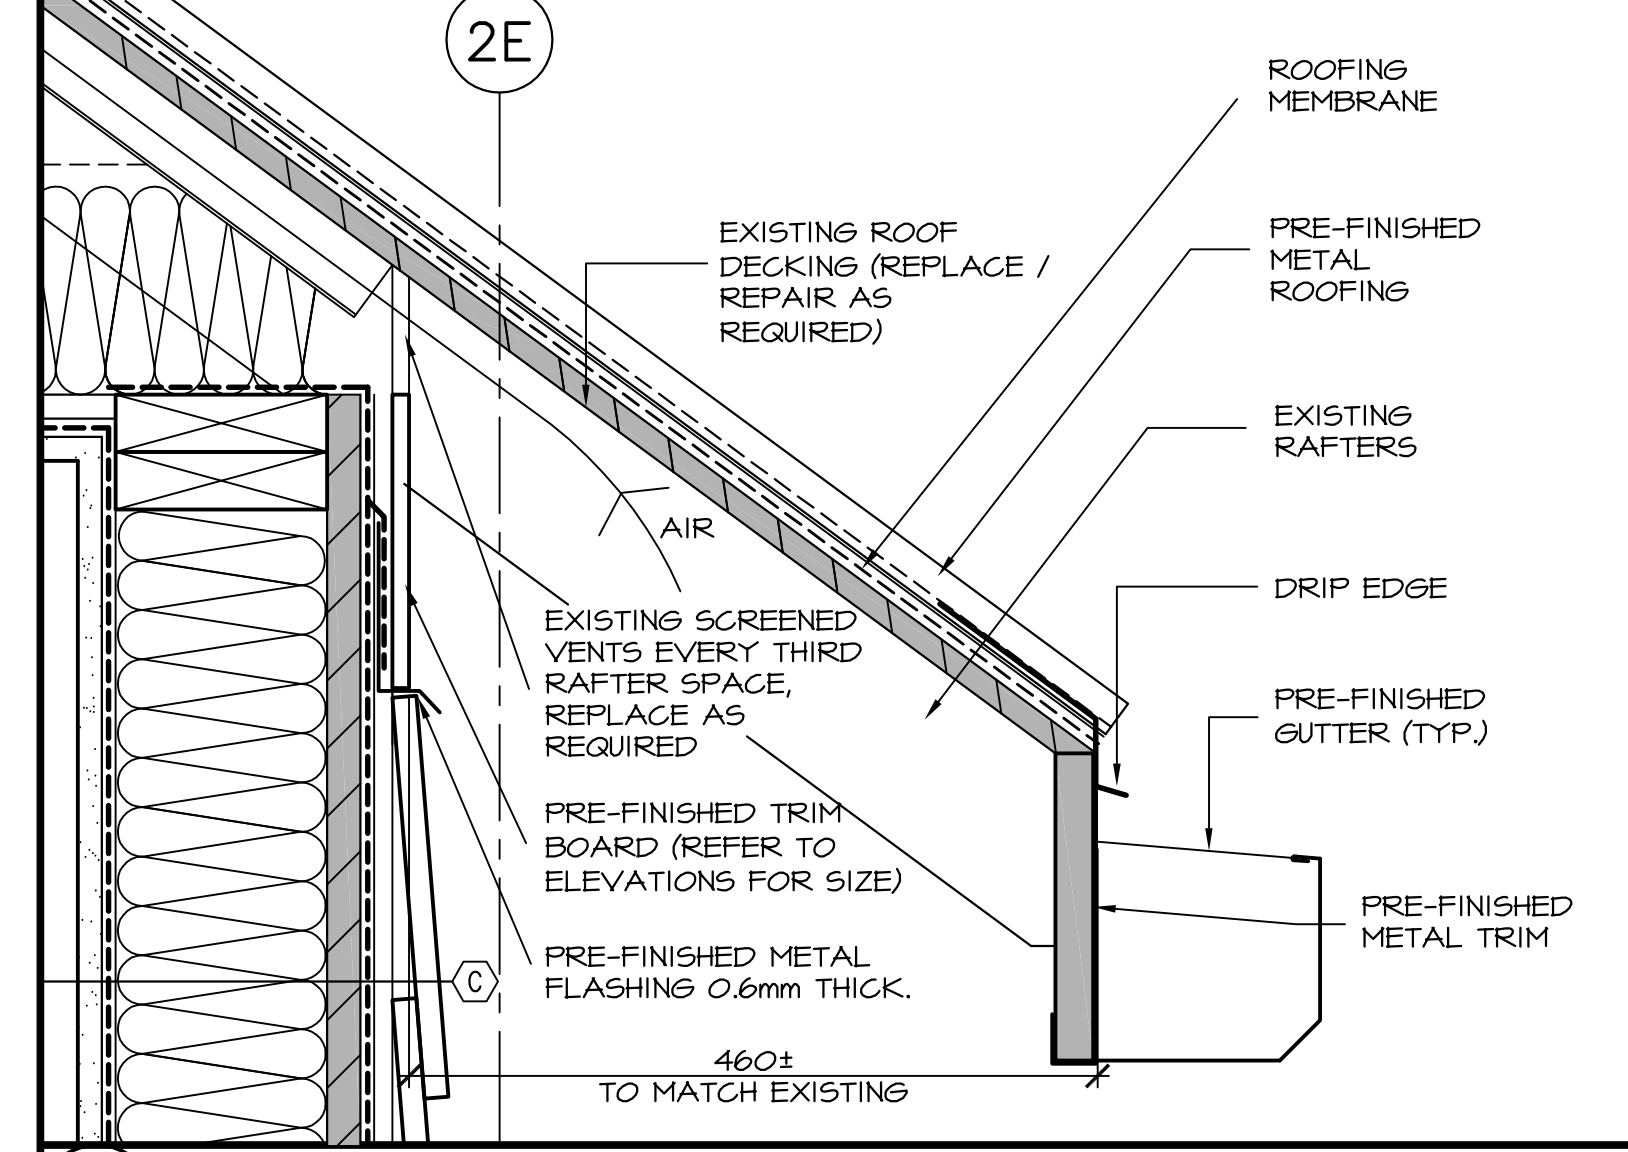 2E
ROOFING
MEMBRANE
EXISTING ROOF
DECKING (REPLACE /
REPAIR AS
REQUIRED)
PRE-FINISHED
METAL
ROOFING
EXISTING
RAFTERS
AIR
DRIP EDGE
EXISTING SCREENED
VENTS EVERY THIRD
RAFTER SPACE,
REPLACE AS
REQUIRED
PRE-FINISHED
GUTTER (TYP.)
PRE-FINISHED TRIM
BOARD (REFER TO
ELEVATIONS FOR SIZE)
PRE-FINISHED
METAL TRIM
PRE-FINISHED METAL
FLASHING 0.6mm THICK.
C
460±
TO MATCH EXISTING